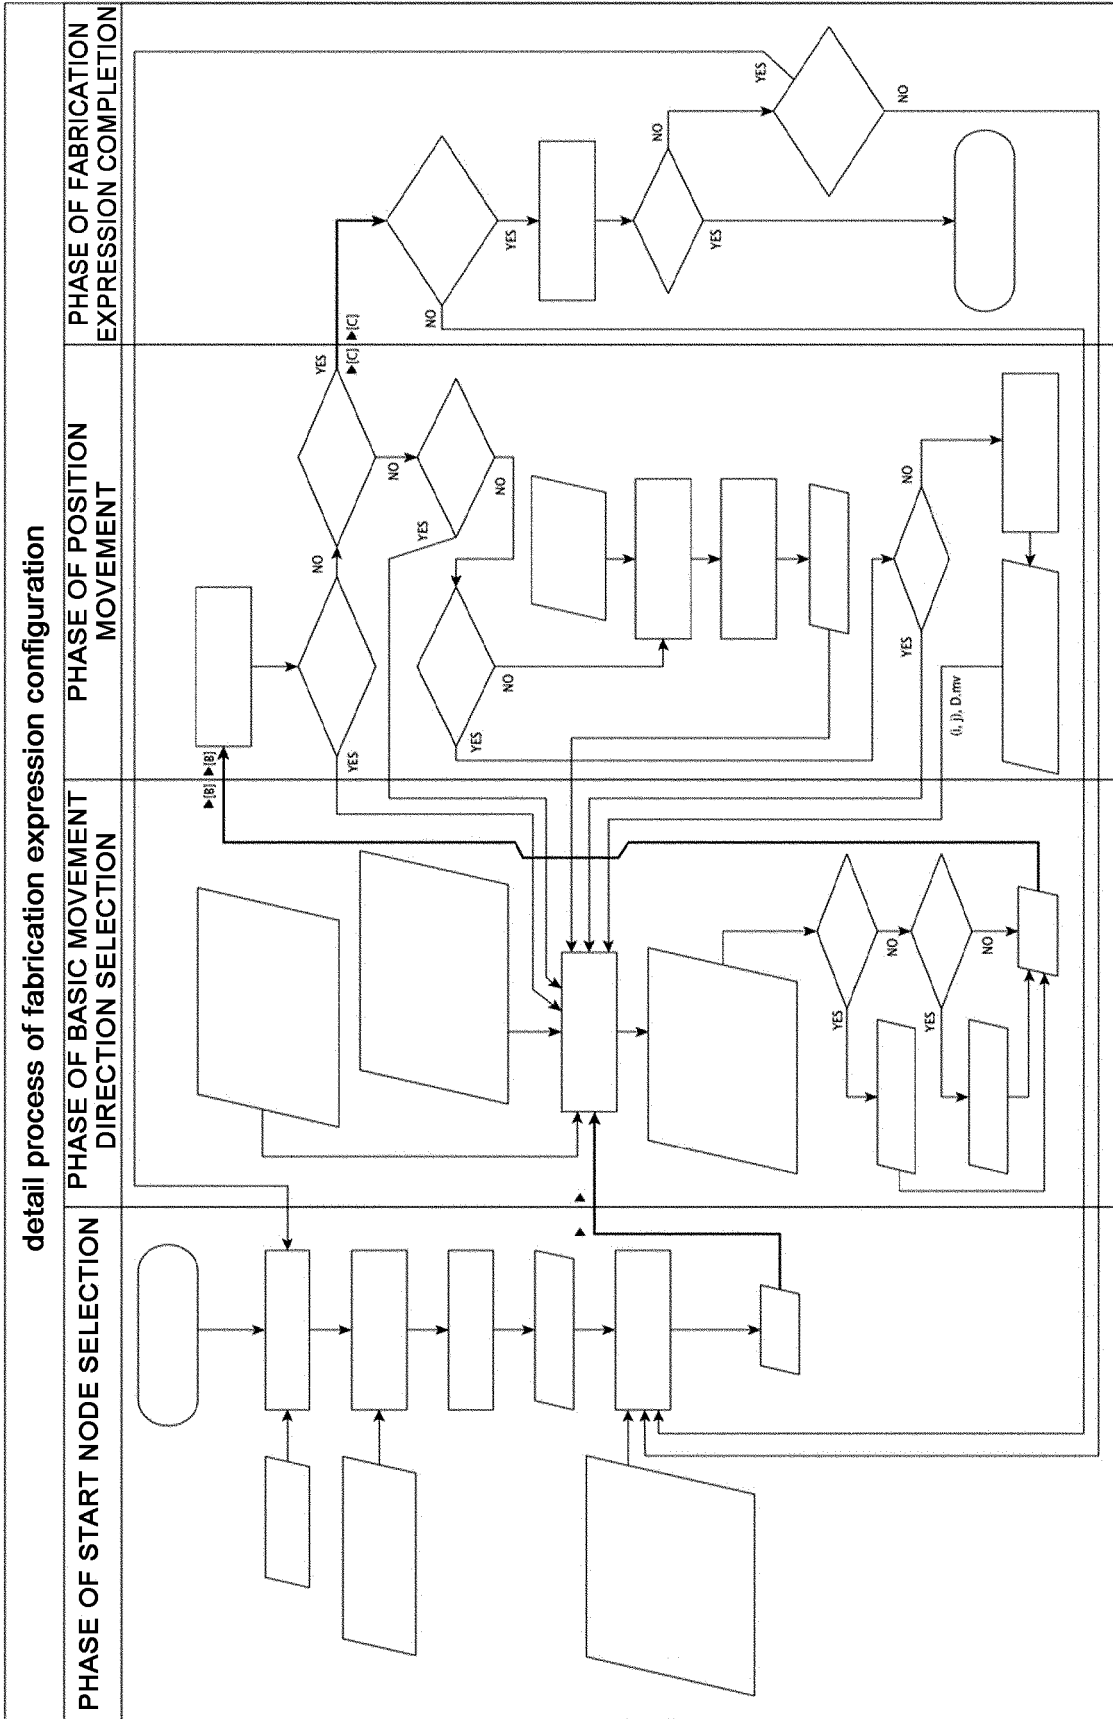 detail process of fabrication expression configuration
PHASE OF START NODE SELECTION
PHASE OF BASIC MOVEMENT
DIRECTION SELECTION
PHASE OF POSITION
MOVEMENT
PHASE OF FABRICATION
EXPRESSION COMPLETION
▲
▲
▲[B]
▲[B]
YES
NO
YES
▲[C]
▲[C]
NO
YES
NO
YES
NO
YES
NO
(i, j), D.mv
YES
NO
YES
NO
NO
YES
NO
YES
YES
NO
YES
NO